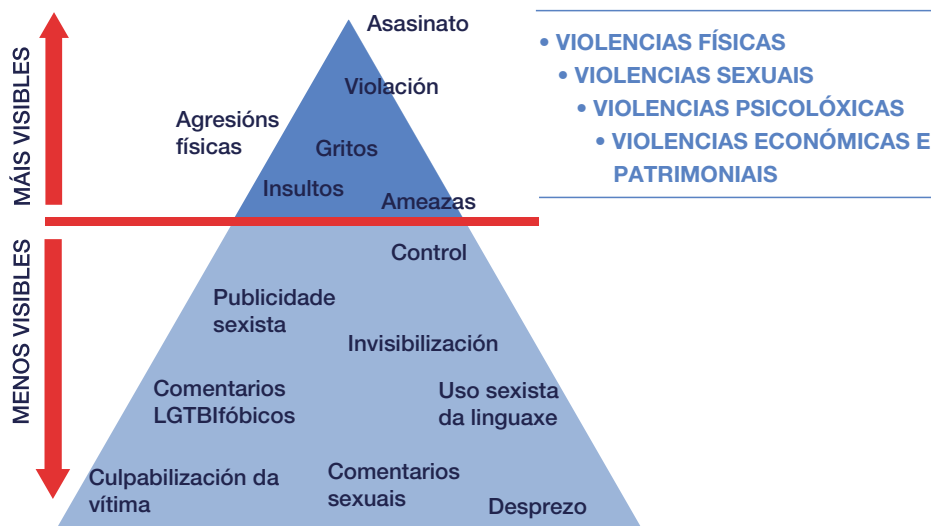 Asasinato
Violación
Agresións
físicas
Gritos
Insultos
Ameazas
MÁIS VISIBLES
• VIOLENCIAS FÍSICAS
• VIOLENCIAS SEXUAIS
• VIOLENCIAS PSICOLÓXICAS
• VIOLENCIAS ECONÓMICAS E
PATRIMONIAIS
MENOS VISIBLES
Control
Publicidade
sexista
Invisibilización
Comentarios
LGTBIfóbicos
Uso sexista
da linguaxe
Culpabilización da
vítima
Comentarios
sexuais
Desprezo